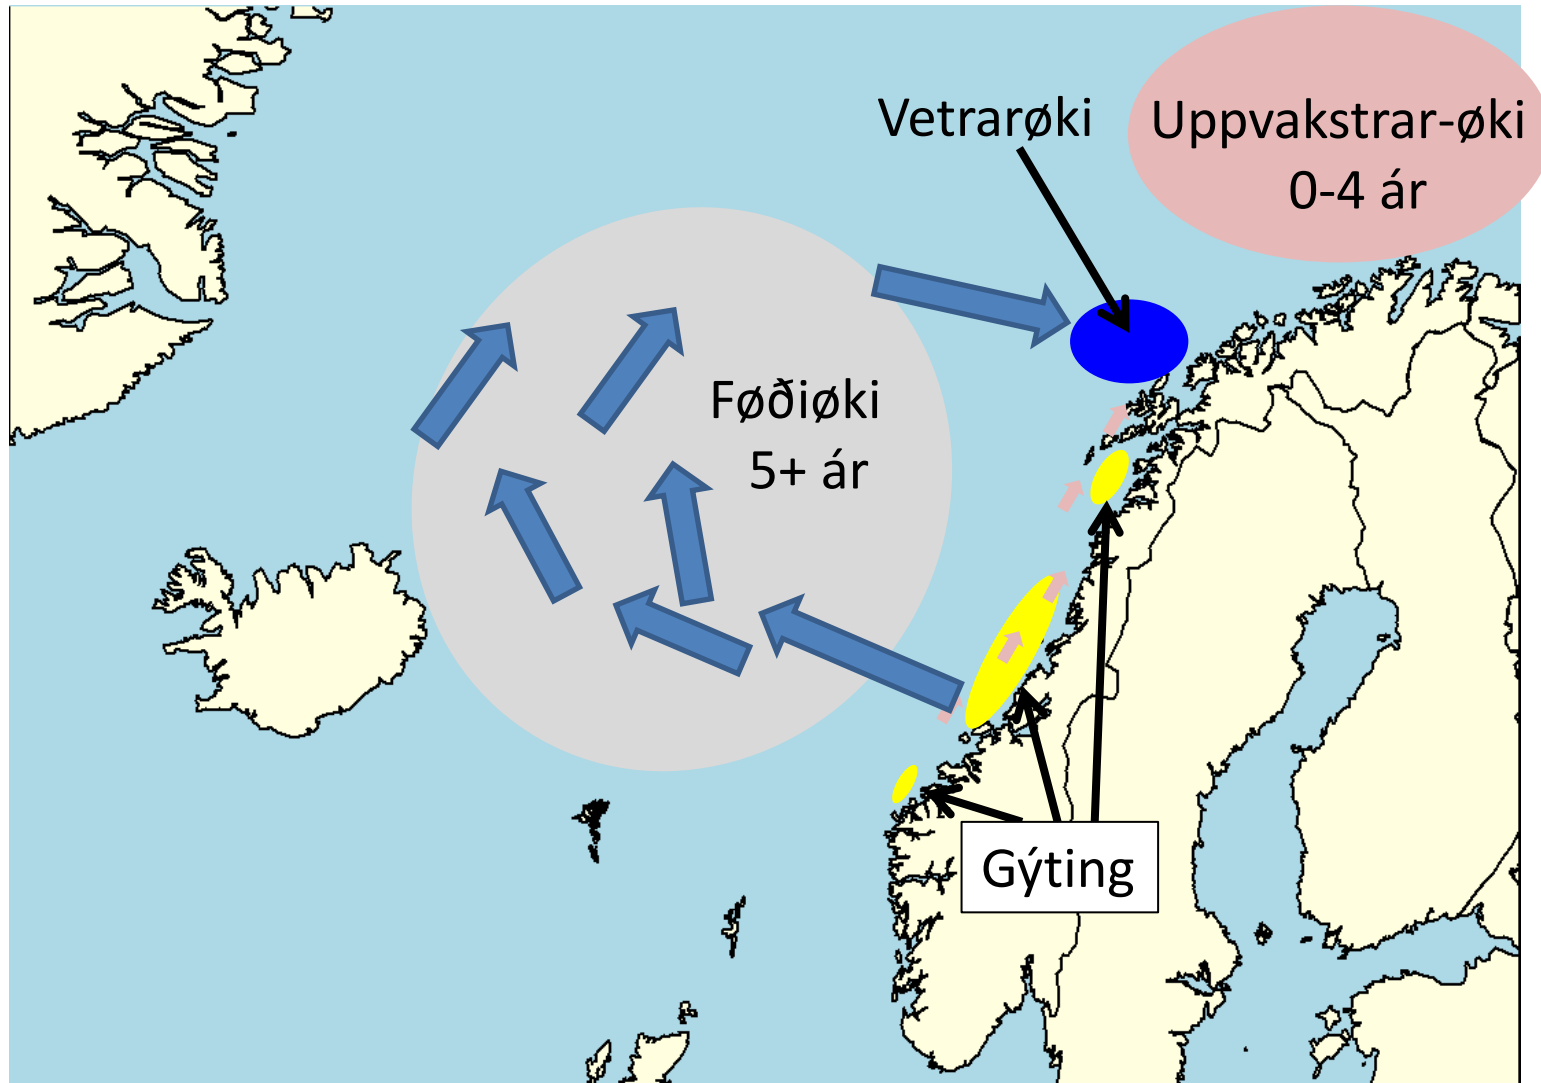 Vetrarøki
Uppvakstrar-øki
0-4 ár
Føðiøki
5+ ár
Gýting